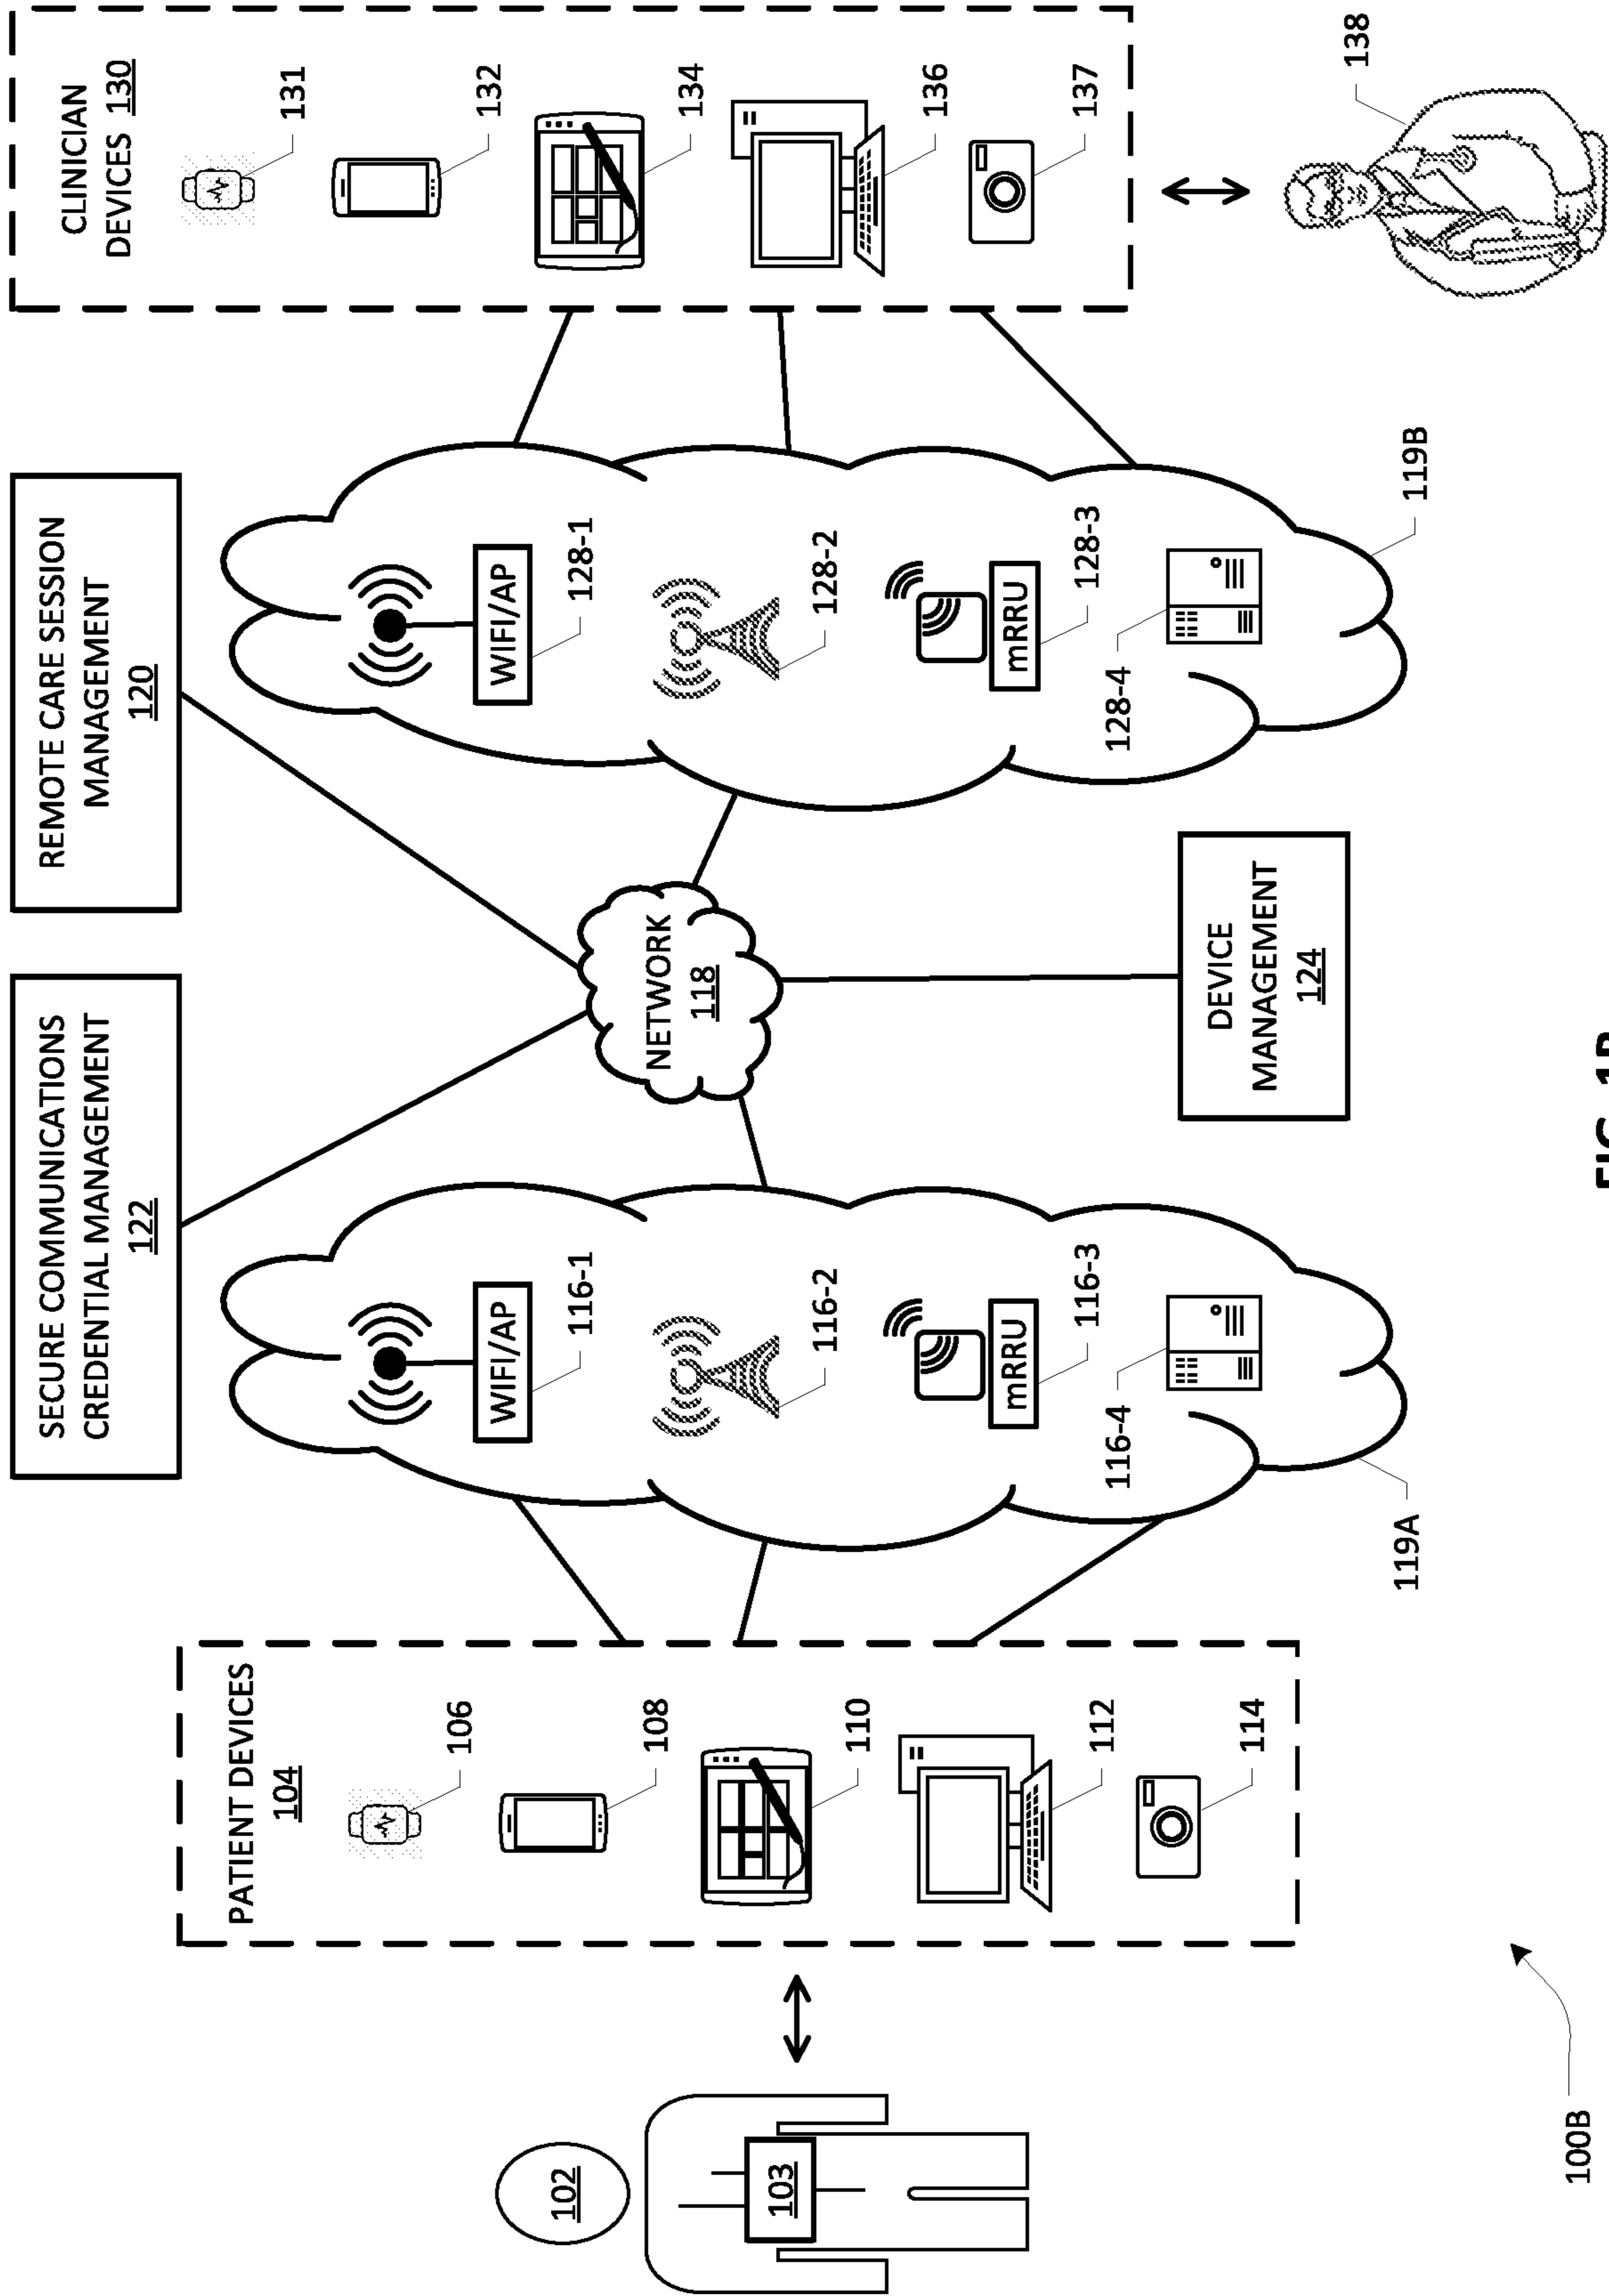 SECURE COMMUNICATIONS
CREDENTIAL MANAGEMENT
122
REMOTE CARE SESSION
MANAGEMENT
120
CLINICIAN
DEVICES 130
131
132
134
136
137
138
PATIENT DEVICES
104
106
108
110
112
114
102
103
WIFI/AP
116-1
116-2
mRRU
116-3
116-4
119A
NETWORK
118
DEVICE
MANAGEMENT
124
WIFI/AP
128-1
128-2
mRRU
128-3
128-4
119B
100B
FIG. 1B